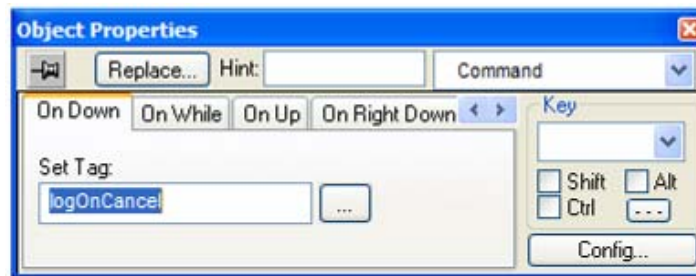 Object Properties
Replace... Hint: Command
On Down On While On Up On Right Down Key
Set Tag:
logOnCancel ... Shift Alt
Ctrl ...
Config...